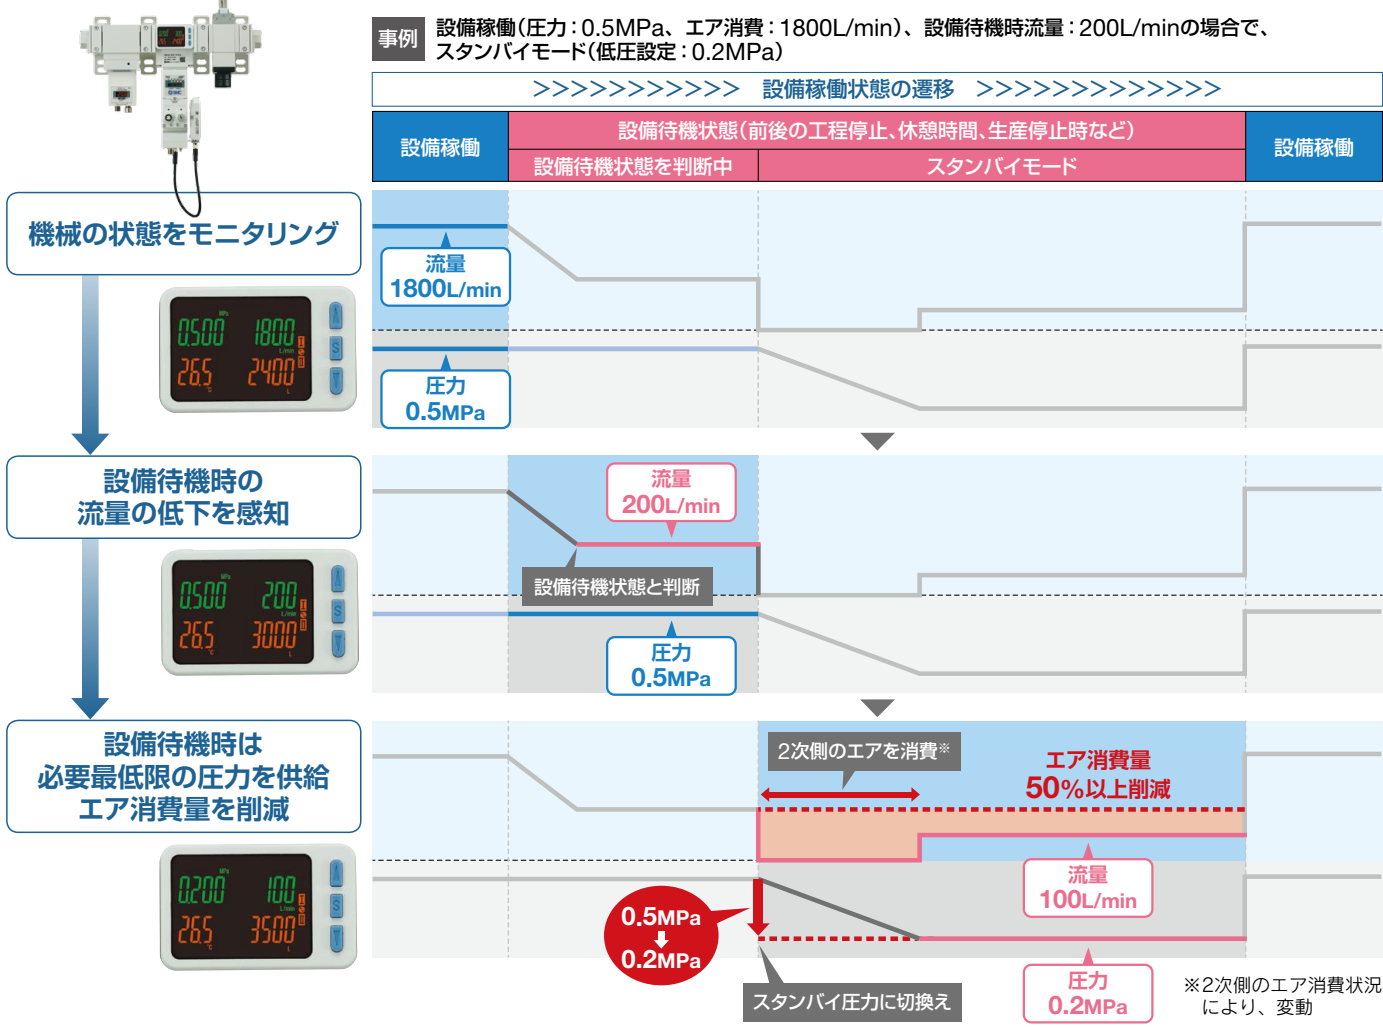 事例
設備稼働(圧力：0.5MPa、エア消費：1800L/min)、設備待機時流量：200L/minの場合で、
スタンバイモード(低圧設定：0.2MPa)
>>>>>>>>>>> 設備稼働状態の遷移 >>>>>>>>>>>>>
設備稼働
設備待機状態(前後の工程停止、休憩時間、生産停止時など)
設備待機状態を判断中
スタンバイモード
設備稼働
機械の状態をモニタリング
流量
1800L/min
圧力
0.5MPa
MPa
0.500 1800
L/min
26.5 2400
℃ L
S
設備待機時の
流量の低下を感知
流量
200L/min
設備待機状態と判断
圧力
0.5MPa
MPa
0.500 200
L/min
26.5 3000
℃ L
S
設備待機時は
必要最低限の圧力を供給
エア消費量を削減
2次側のエアを消費※
エア消費量
50%以上削減
流量
100L/min
MPa
0.200 100
L/min
26.5 3500
℃ L
S
0.5MPa
0.2MPa
スタンバイ圧力に切換え
圧力
0.2MPa
※2次側のエア消費状況
により、変動